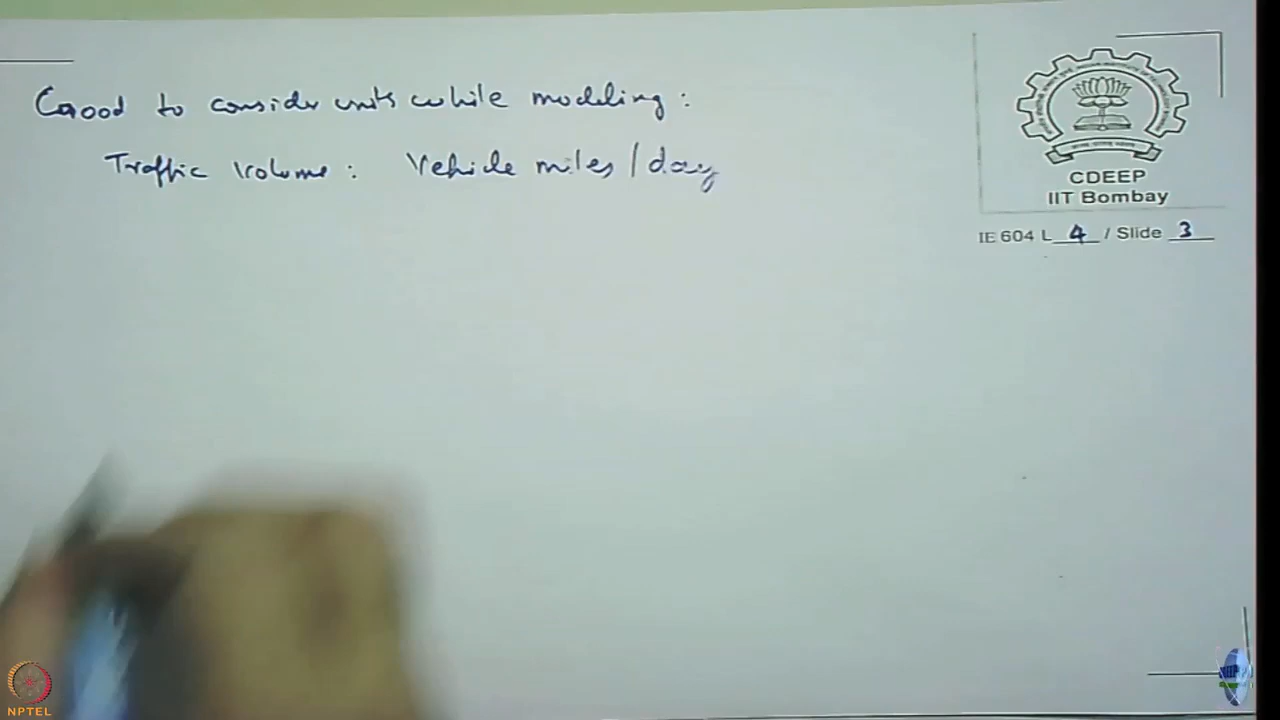 Good to consider units while modeling :
Traffic Volume : Vehicle miles / day
CDEEP
IIT Bombay
IE 604 L 4 / Slide 3
NPTEL